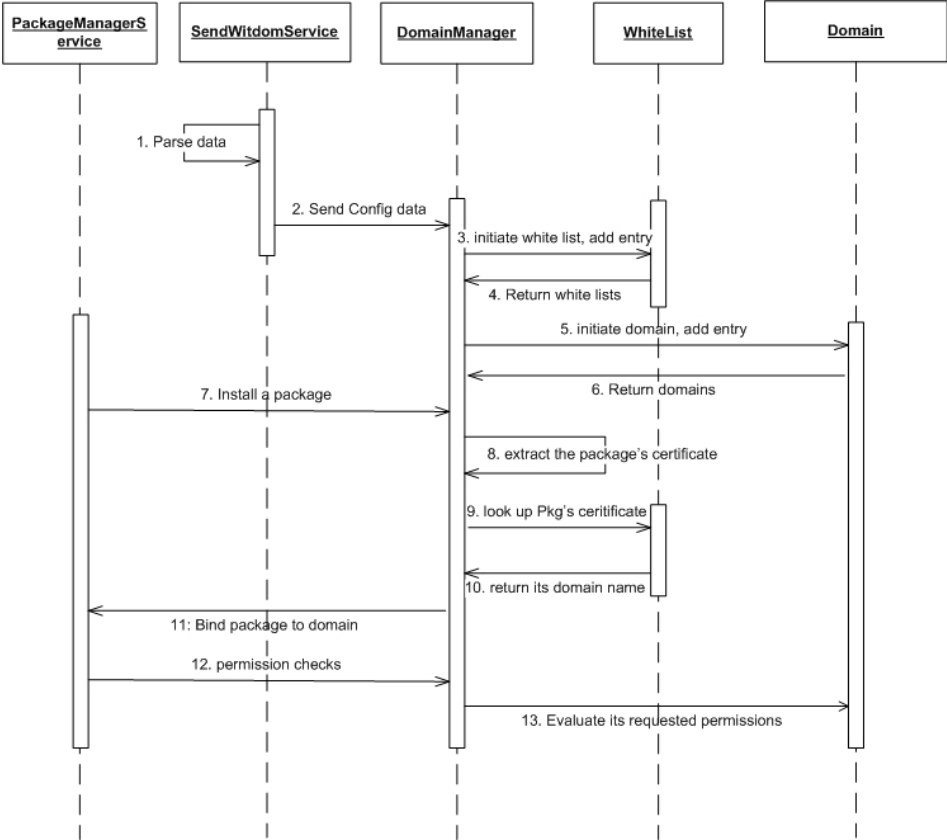 PackageManagerS
ervice
SendWitdomService
DomainManager
WhiteList
Domain
1. Parse data
2. Send Config data
3. initiate white list, add entry
4. Return white lists
5. initiate domain, add entry
6. Return domains
7. Install a package
8. extract the package's certificate
9. look up Pkg's ceritificate
10. return its domain name
11: Bind package to domain
12. permission checks
13. Evaluate its requested permissions